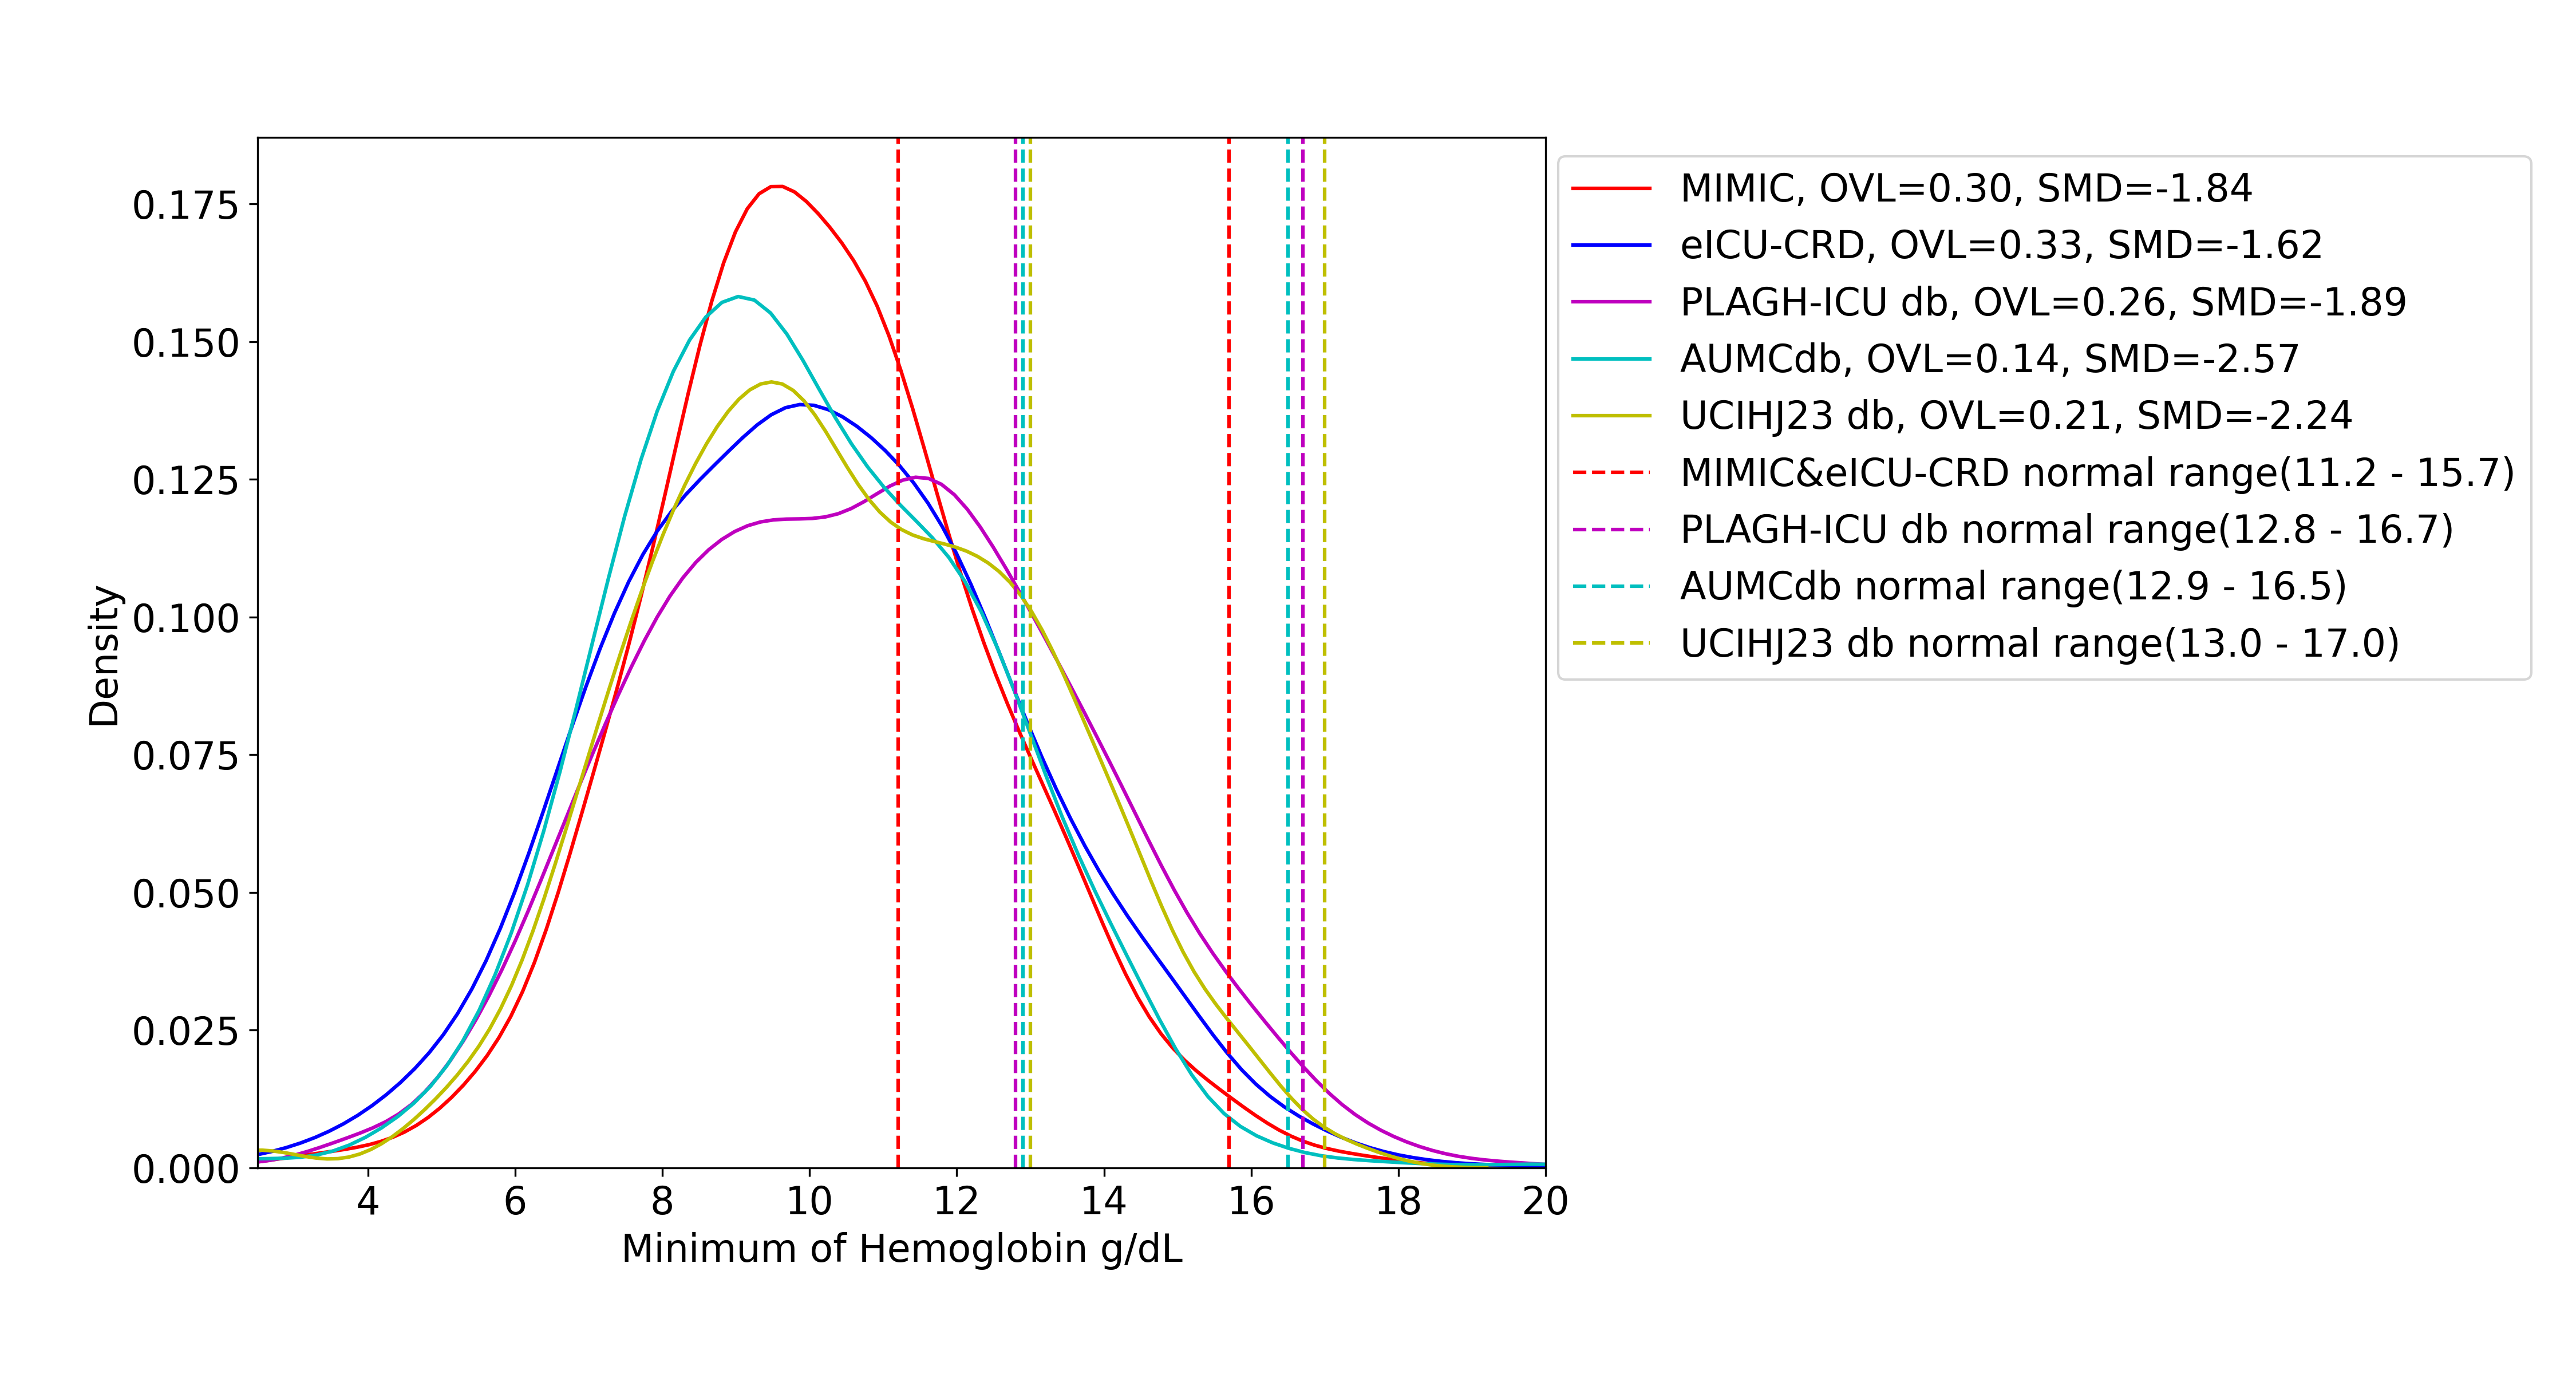 0.175
0.150
0.125
0.100
0.075
0.050
0.025
0.000
Density
4 6 8 10 12 14 16 18 20
Minimum of Hemoglobin g/dL
MIMIC, OVL=0.30, SMD=-1.84
eICU-CRD, OVL=0.33, SMD=-1.62
PLAGH-ICU db, OVL=0.26, SMD=-1.89
AUMCdb, OVL=0.14, SMD=-2.57
UCIHJ23 db, OVL=0.21, SMD=-2.24
MIMIC&eICU-CRD normal range(11.2 - 15.7)
PLAGH-ICU db normal range(12.8 - 16.7)
AUMCdb normal range(12.9 - 16.5)
UCIHJ23 db normal range(13.0 - 17.0)